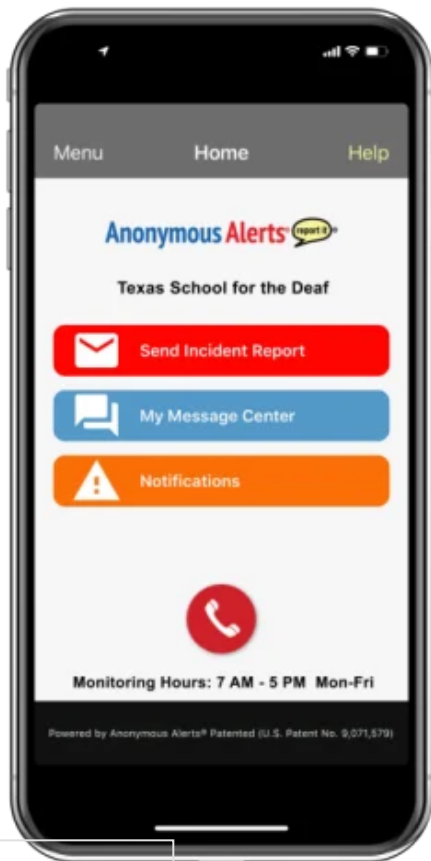 Menu Home Help
Anonymous Alerts® report it®
Texas School for the Deaf
Send Incident Report
My Message Center
Notifications
Monitoring Hours: 7 AM - 5 PM Mon-Fri
Powered by Anonymous Alerts® Patented (U.S. Patent No. 9,071,579)